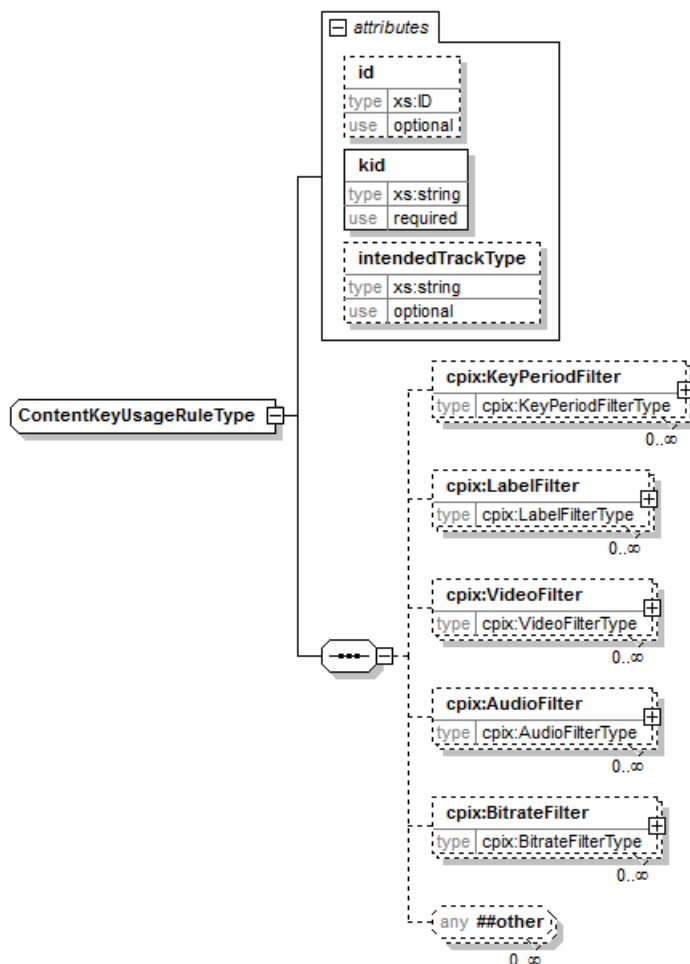 attributes
id
type xs:ID
use optional
kid
type xs:string
use required
intendedTrackType
type xs:string
use optional
ContentKeyUsageRuleType
cpix:KeyPeriodFilter
type cpix:KeyPeriodFilterType
0..∞
cpix:LabelFilter
type cpix:LabelFilterType
0..∞
cpix:VideoFilter
type cpix:VideoFilterType
0..∞
cpix:AudioFilter
type cpix:AudioFilterType
0..∞
cpix:BitrateFilter
type cpix:BitrateFilterType
0..∞
any ##other
0..∞